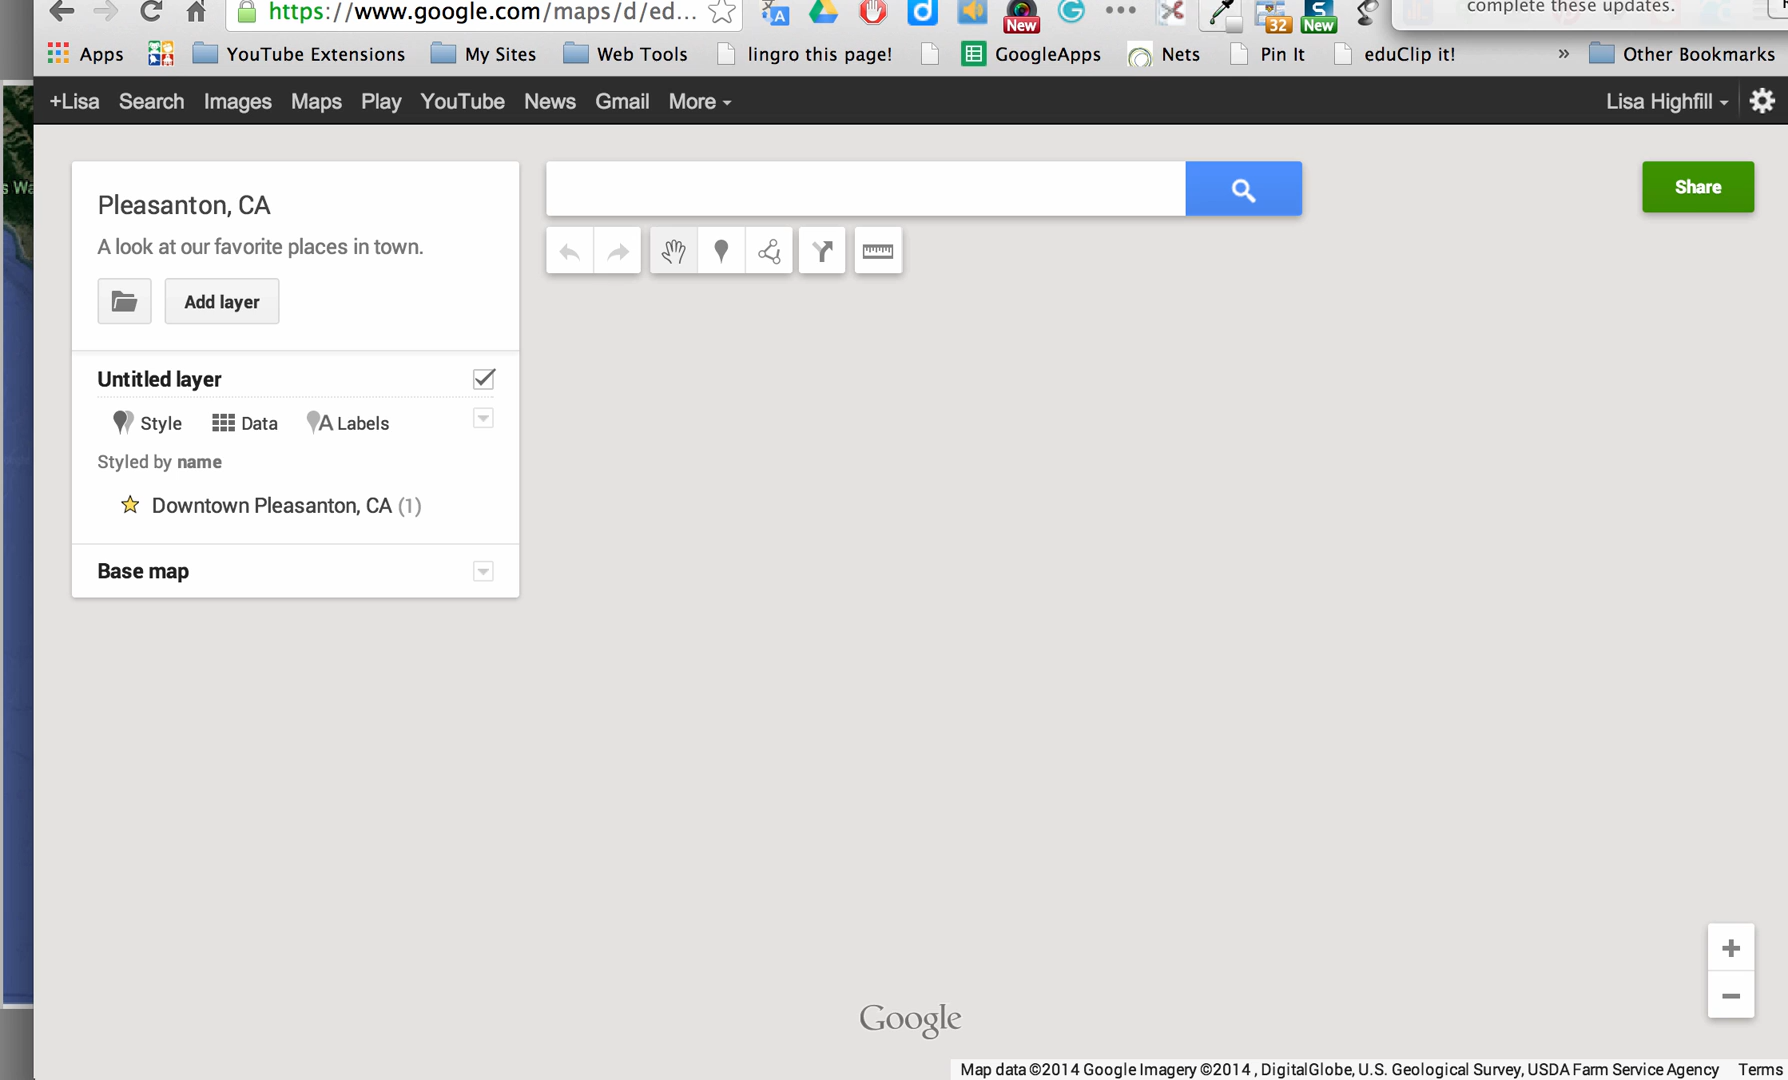 https://www.google.com/maps/d/ed...
New
32
New
complete these updates.
Apps
YouTube Extensions
My Sites
Web Tools
lingro this page!
GoogleApps
Nets
Pin It
eduClip it!
»
Other Bookmarks
+Lisa Search Images Maps Play YouTube News Gmail More
Lisa Highfill
Pleasanton, CA
A look at our favorite places in town.
Add layer
Share
Untitled layer
Style Data Labels
Styled by name
Downtown Pleasanton, CA (1)
Base map
Google
Map data ©2014 Google Imagery ©2014 , DigitalGlobe, U.S. Geological Survey, USDA Farm Service Agency Terms